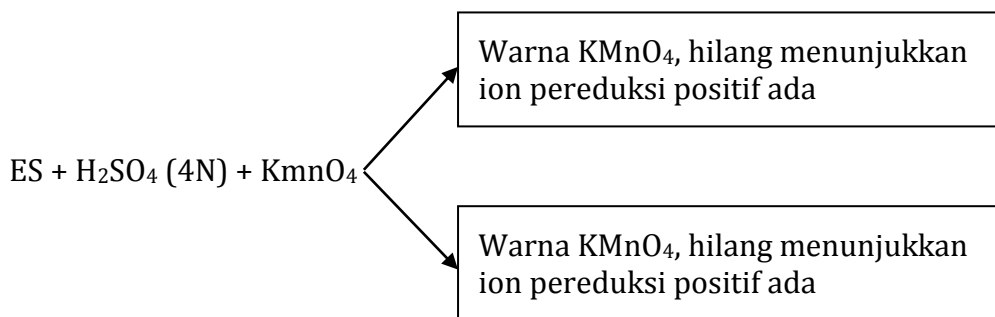 Warna KMnO₄, hilang menunjukkan
ion pereduksi positif ada
ES + H₂SO₄ (4N) + KmnO₄
Warna KMnO₄, hilang menunjukkan
ion pereduksi positif ada